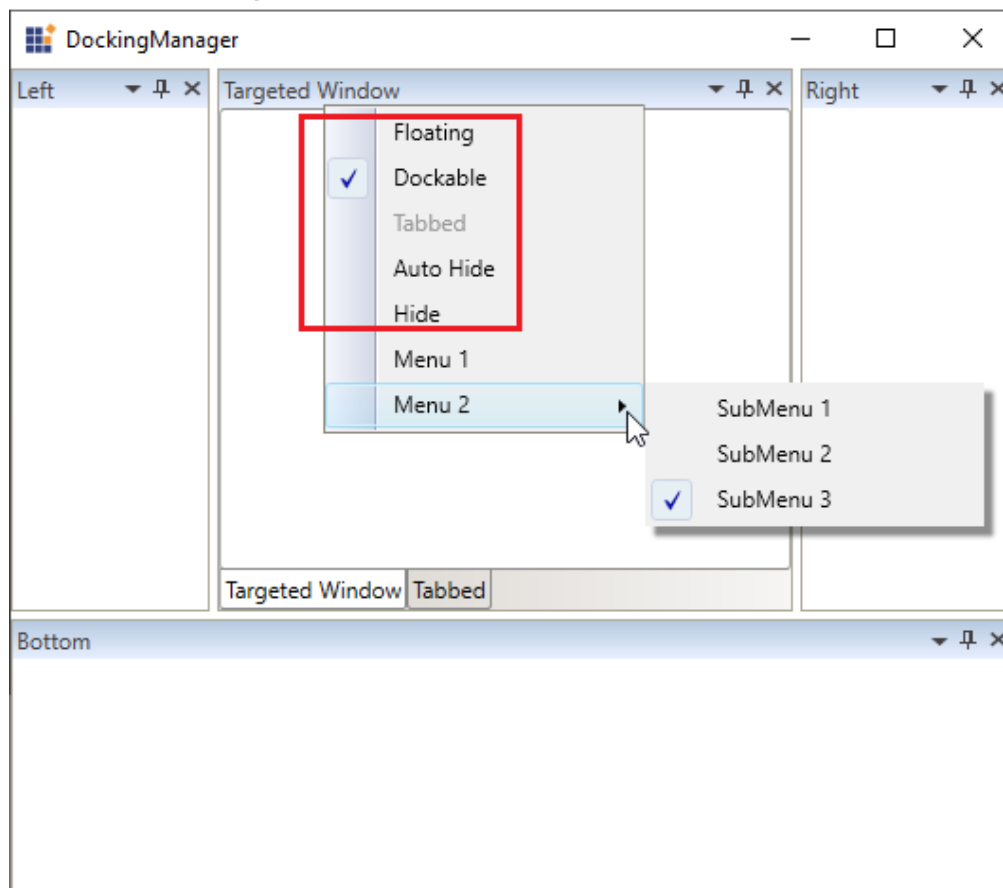 DockingManager
Left
Targeted Window
Right
Floating
Dockable
Tabbed
Auto Hide
Hide
Menu 1
Menu 2
SubMenu 1
SubMenu 2
SubMenu 3
Targeted Window Tabbed
Bottom